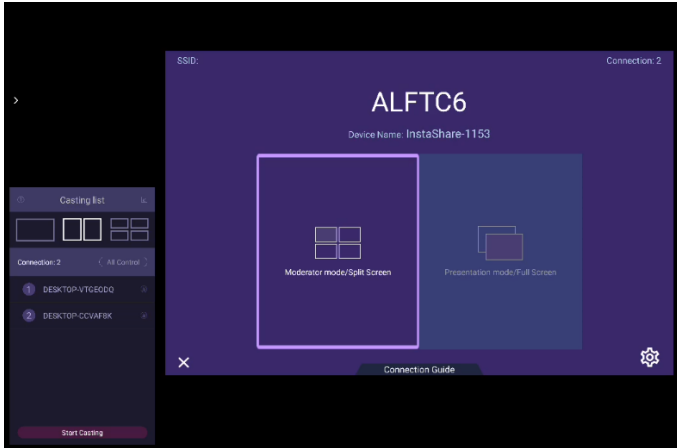 SSID:
Connection: 2
ALFTC6
Device Name: InstaShare-1153
Moderator mode/Split Screen
Presentation mode/Full Screen
Connection Guide
Casting list
Connection: 2
All Control
1 DESKTOP-VTGEODQ
2 DESKTOP-CCVAF8K
Start Casting